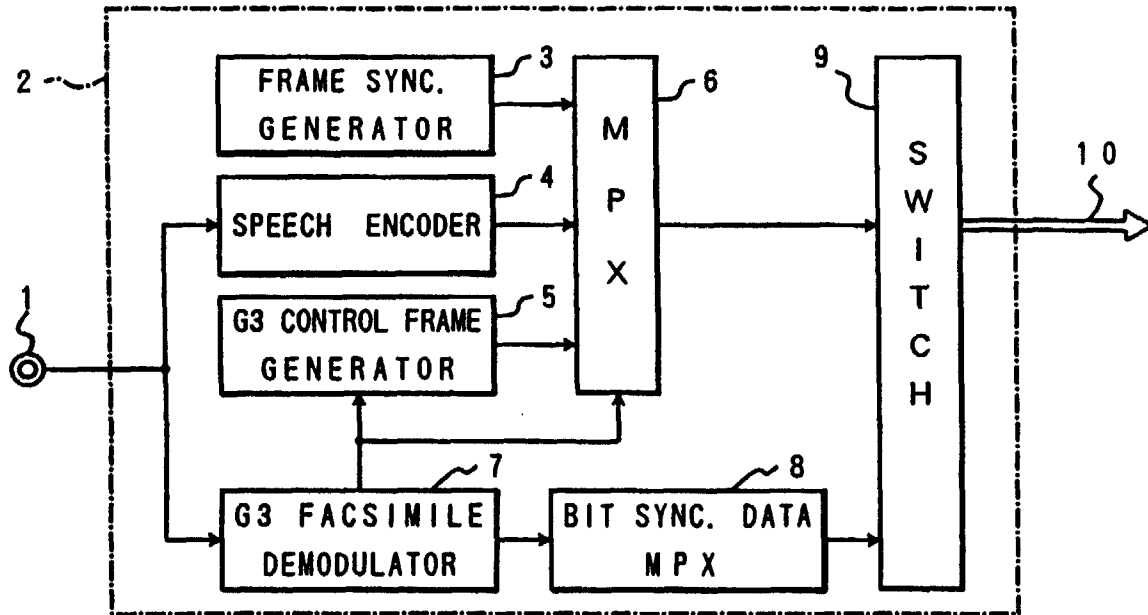 2
FRAME SYNC.
GENERATOR
3
SPEECH ENCODER
4
G3 CONTROL FRAME
GENERATOR
5
M
P
X
6
9
S
W
I
T
C
H
10
1
G3 FACSIMILE
DEMODULATOR
7
BIT SYNC. DATA
MPX
8